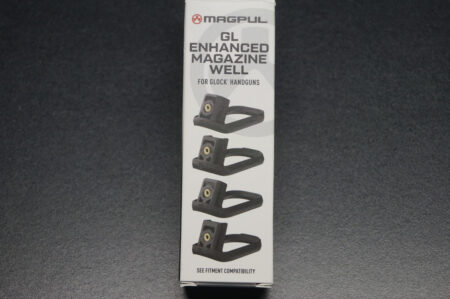 MAGPUL
GL
ENHANCED
MAGAZINE
WELL
FOR GLOCK® HANDGUNS
SEE FITMENT COMPATIBILITY